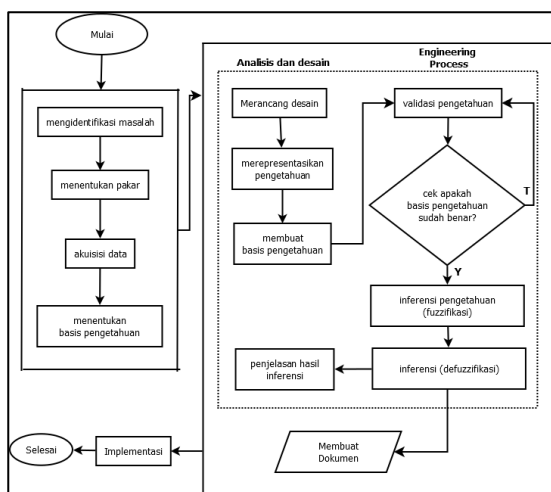 Mulai
mengidentifikasi masalah
menentukan pakar
akuisisi data
menentukan
basis pengetahuan
Analisis dan desain
Merancang desain
merepresentasikan
pengetahuan
membuat
basis pengetahuan
Engineering
Process
validasi pengetahuan
cek apakah
basis pengetahuan
sudah benar?
T
Y
inferensi pengetahuan
(fuzzifikasi)
inferensi (defuzzifikasi)
penjelasan hasil
inferensi
Membuat
Dokumen
Implementasi
Selesai